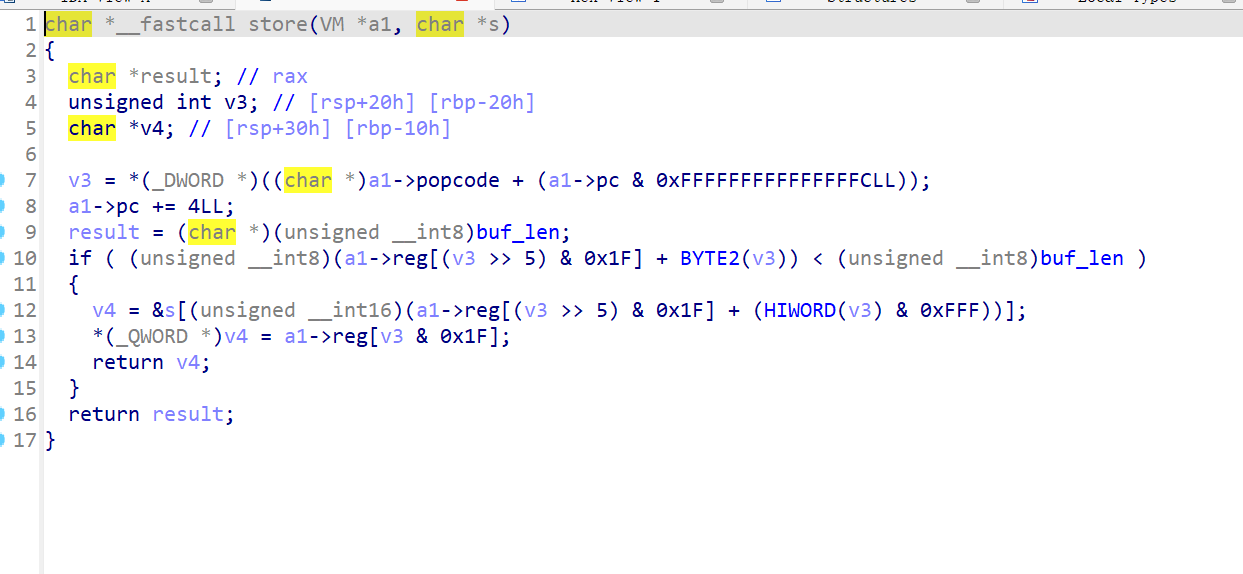 1 char *__fastcall store(VM *a1, char *s)
2 {
3   char *result; // rax
4   unsigned int v3; // [rsp+20h] [rbp-20h]
5   char *v4; // [rsp+30h] [rbp-10h]
6
7   v3 = *(_DWORD *)((char *)a1->popcode + (a1->pc & 0xFFFFFFFFFFFFFFFCLL));
8   a1->pc += 4LL;
9   result = (char *)(unsigned __int8)buf_len;
10   if ( (unsigned __int8)(a1->reg[(v3 >> 5) & 0x1F] + BYTE2(v3)) < (unsigned __int8)buf_len )
11   {
12     v4 = &s[(unsigned __int16)(a1->reg[(v3 >> 5) & 0x1F] + (HIWORD(v3) & 0xFFF))];
13     *(_QWORD *)v4 = a1->reg[v3 & 0x1F];
14     return v4;
15   }
16   return result;
17 }